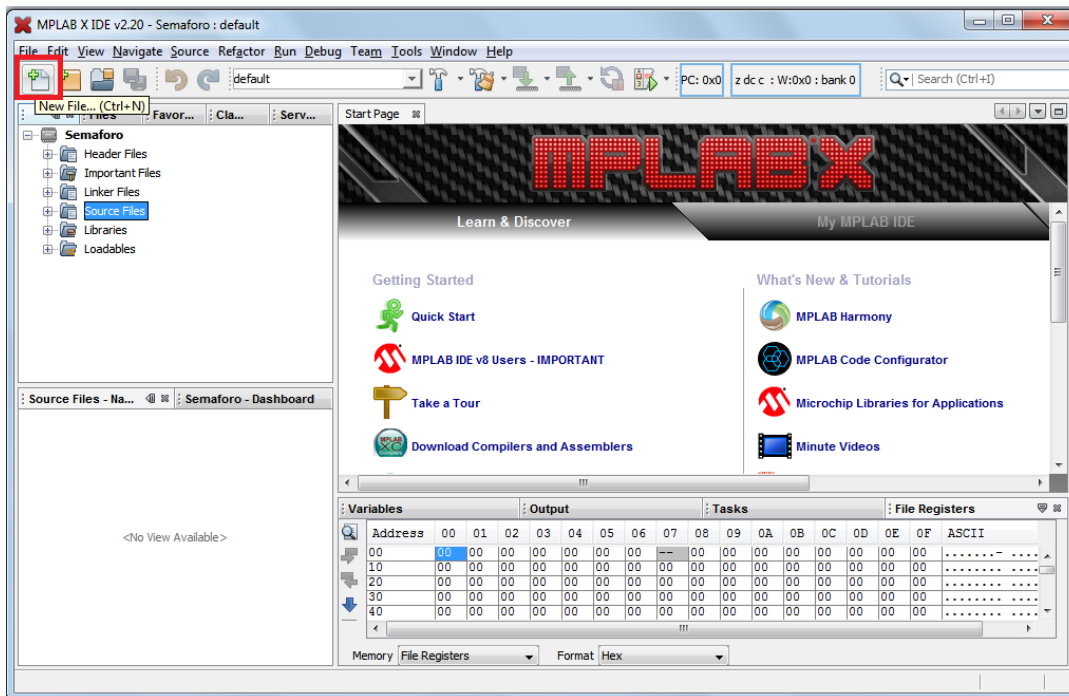 MPLAB X IDE v2.20 - Semaforo : default
File Edit View Navigate Source Refactor Run Debug Team Tools Window Help
default
PC: 0x0 z dc c : W:0x0 : bank 0
Search (Ctrl+I)
New File... (Ctrl+N)
Files Favor... Cla... Serv...
Start Page
Semaforo
Header Files
Important Files
Linker Files
Source Files
Libraries
Loadables
MPLAB X
Learn & Discover
My MPLAB IDE
Getting Started
What's New & Tutorials
Quick Start
MPLAB Harmony
MPLAB IDE v8 Users - IMPORTANT
MPLAB Code Configurator
Take a Tour
Microchip Libraries for Applications
MPLAB XC
Download Compilers and Assemblers
Minute Videos
Source Files - Na... Semaforo - Dashboard
<No View Available>
Variables Output Tasks File Registers
Address 00 01 02 03 04 05 06 07 08 09 0A 0B 0C 0D 0E 0F ASCII
00 00 00 00 00 00 00 00 -- 00 00 00 00 00 00 00 00 .......- ....
10 00 00 00 00 00 00 00 00 00 00 00 00 00 00 00 00 ........ ....
20 00 00 00 00 00 00 00 00 00 00 00 00 00 00 00 00 ........ ....
30 00 00 00 00 00 00 00 00 00 00 00 00 00 00 00 00 ........ ....
40 00 00 00 00 00 00 00 00 00 00 00 00 00 00 00 00 ........ ....
Memory File Registers Format Hex